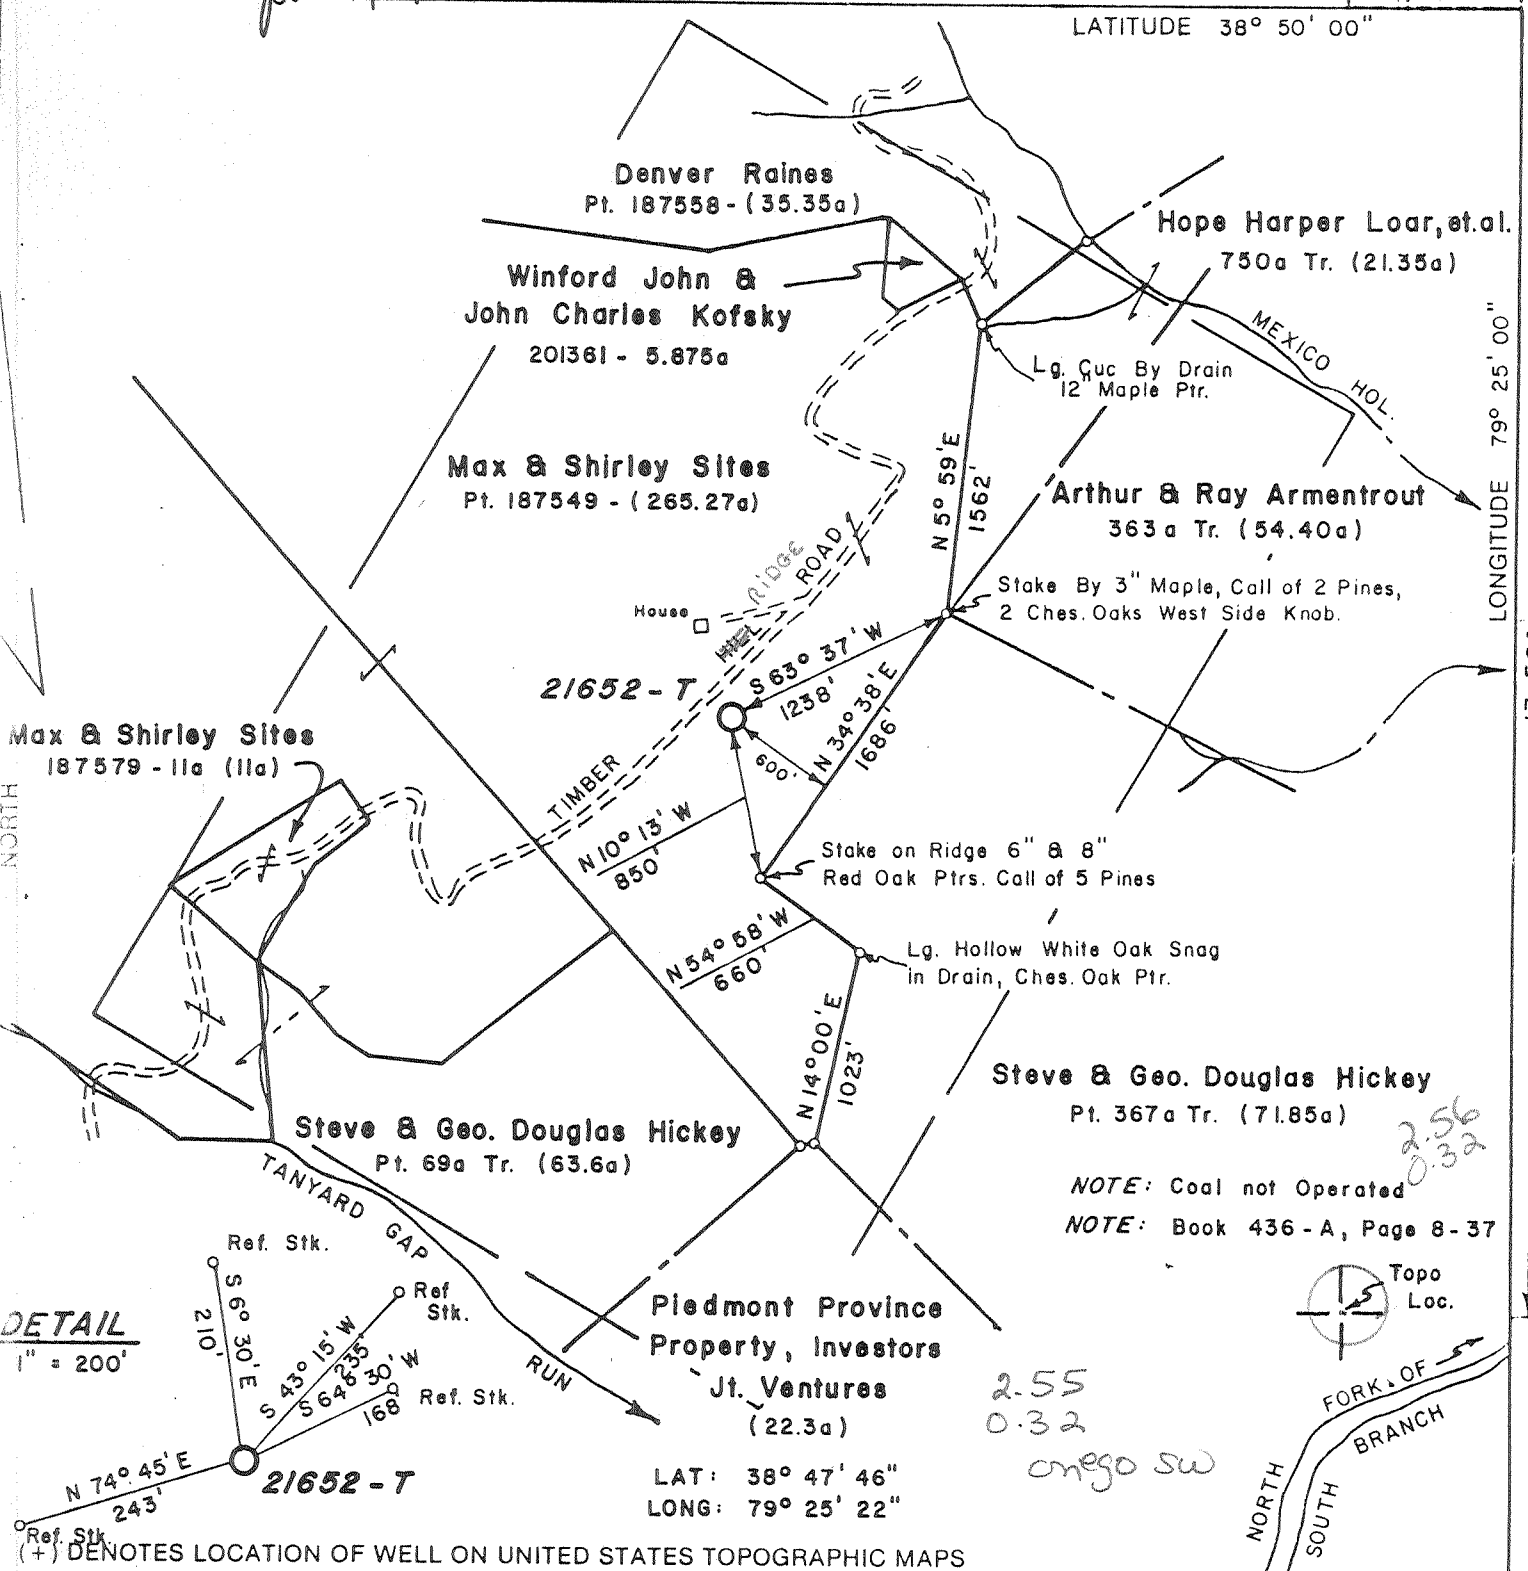 LATITUDE 38° 50' 00"
Denver Raines
Pt. 187558-(35.35a)
Hope Harper Loar, et.al.
750a Tr. (21.35a)
Winford John &
John Charles Kofsky
201361 - 5.875a
MEXICO HOL.
LONGITUDE 79° 25' 00"
Lg. Cuc By Drain
12" Maple Ptr.
N 5° 59' E
1562'
Max & Shirley Sites
Pt. 187549 - (265.27a)
Arthur & Ray Armentrout
363a Tr. (54.40a)
RIDGE
ROAD
Stake By 3" Maple, Call of 2 Pines,
2 Ches. Oaks West Side Knob.
House
S 63° 37' W
1238'
21652-T
N 34° 38' E
1686'
600'
Max & Shirley Sites
187579 - 11a (11a)
NORTH
TIMBER
N 10° 13' W
850'
Stake on Ridge 6" & 8"
Red Oak Ptrs. Call of 5 Pines
N 54° 58' W
660'
Lg. Hollow White Oak Snag
in Drain, Ches. Oak Ptr.
N 14° 00' E
1023'
Steve & Geo. Douglas Hickey
Pt. 367a Tr. (71.85a)
2.56
0.32
Steve & Geo. Douglas Hickey
Pt. 69a Tr. (63.6a)
NOTE: Coal not Operated
NOTE: Book 436-A, Page 8-37
TANYARD GAP
RUN
Topo
Loc.
DETAIL
1" = 200'
Ref. Stk.
S 6° 30' E
210'
Ref
Stk.
S 43° 15' W
235'
Ref. Stk.
168
N 74° 45' E
243'
Ref. Stk.
21652-T
Piedmont Province
Property, Investors
Jt. Ventures
(22.3a)
2.55
0.32
onego SW
LAT: 38° 47' 46"
LONG: 79° 25' 22"
FORK OF
NORTH
SOUTH
BRANCH
(+) DENOTES LOCATION OF WELL ON UNITED STATES TOPOGRAPHIC MAPS